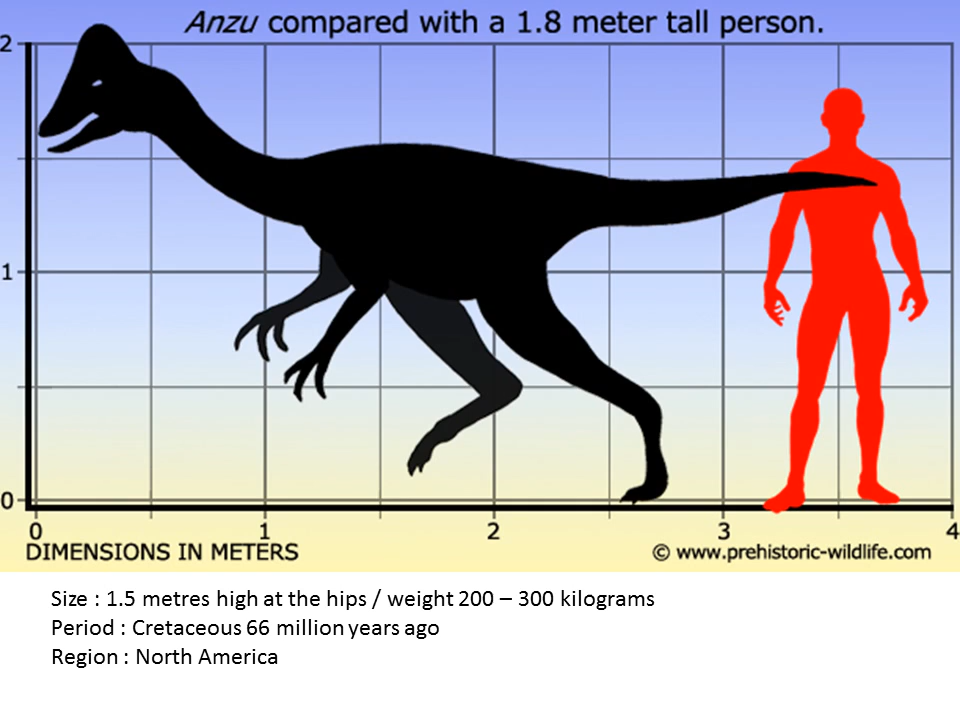 Anzu compared with a 1.8 meter tall person.
2
1
0
0 1 2 3 4
DIMENSIONS IN METERS © www.prehistoric-wildlife.com
Size : 1.5 metres high at the hips / weight 200 – 300 kilograms
Period : Cretaceous 66 million years ago
Region : North America